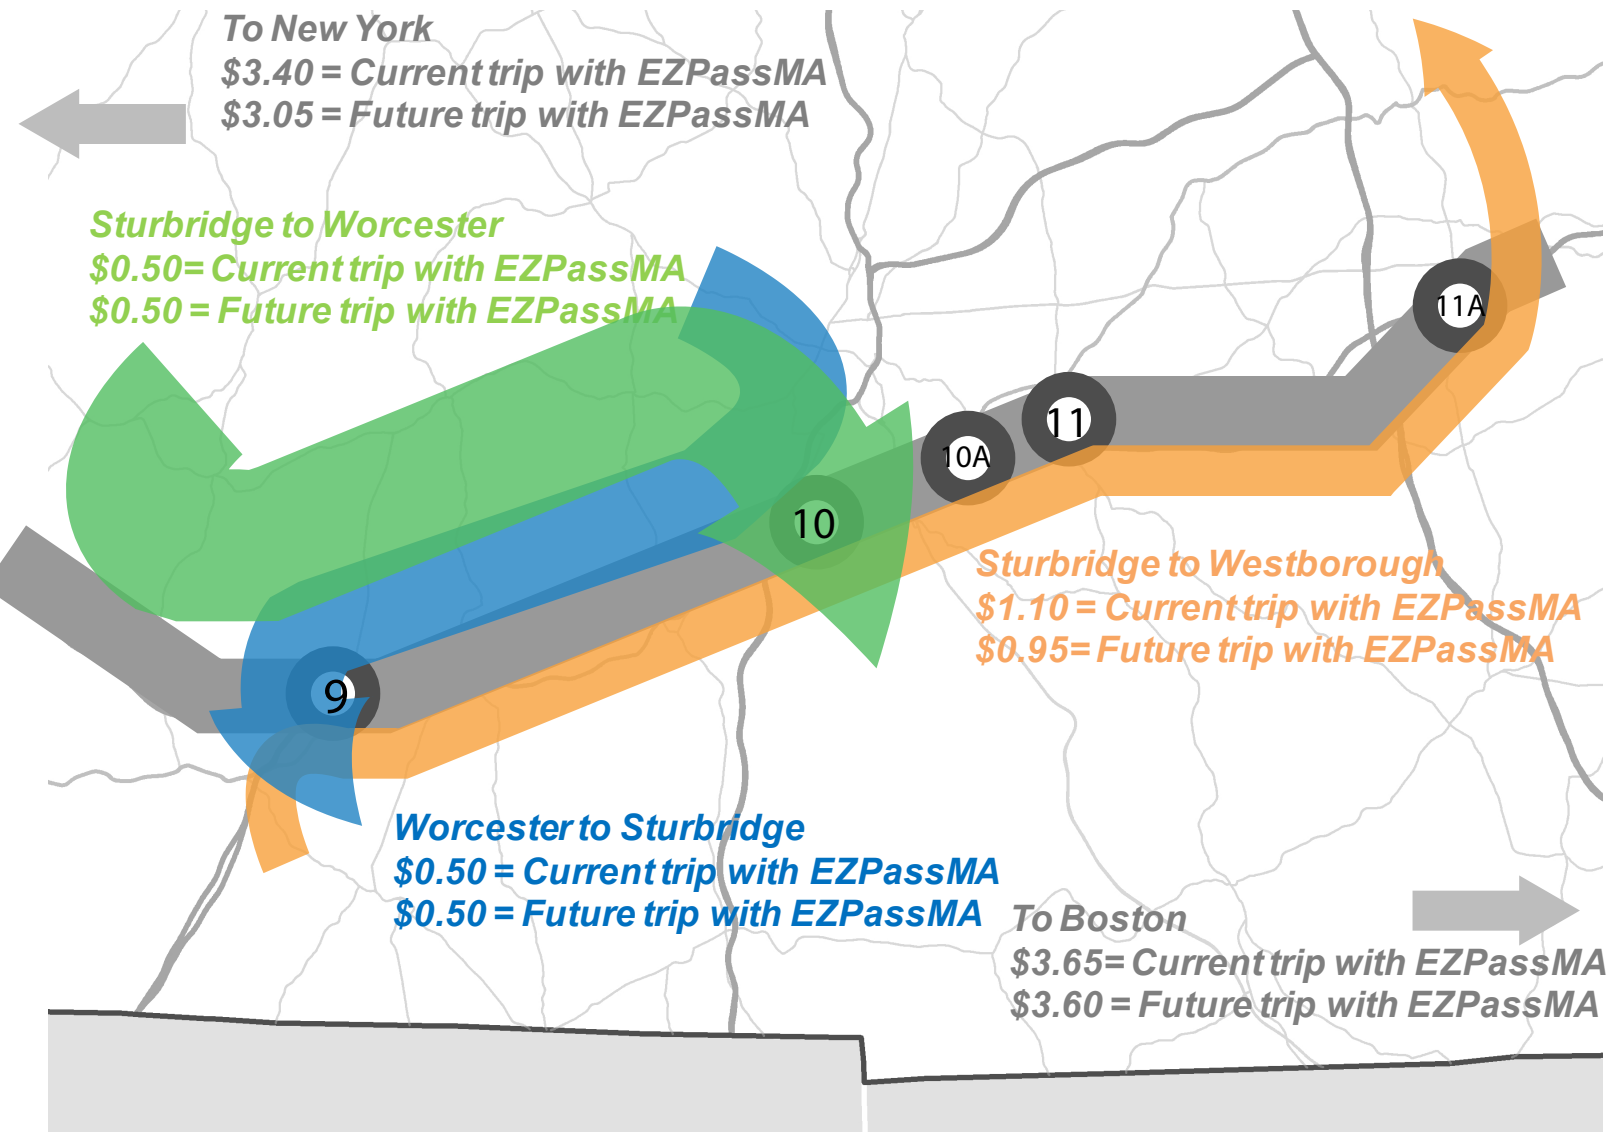 To New York
$3.40 = Current trip with EZPassMA
$3.05 = Future trip with EZPassMA
Sturbridge to Worcester
$0.50= Current trip with EZPassMA
$0.50 = Future trip with EZPassMA
11A
11
10A
10
Sturbridge to Westborough
$1.10 = Current trip with EZPassMA
$0.95= Future trip with EZPassMA
9
Worcester to Sturbridge
$0.50 = Current trip with EZPassMA
$0.50 = Future trip with EZPassMA
To Boston
$3.65= Current trip with EZPassMA
$3.60 = Future trip with EZPassMA